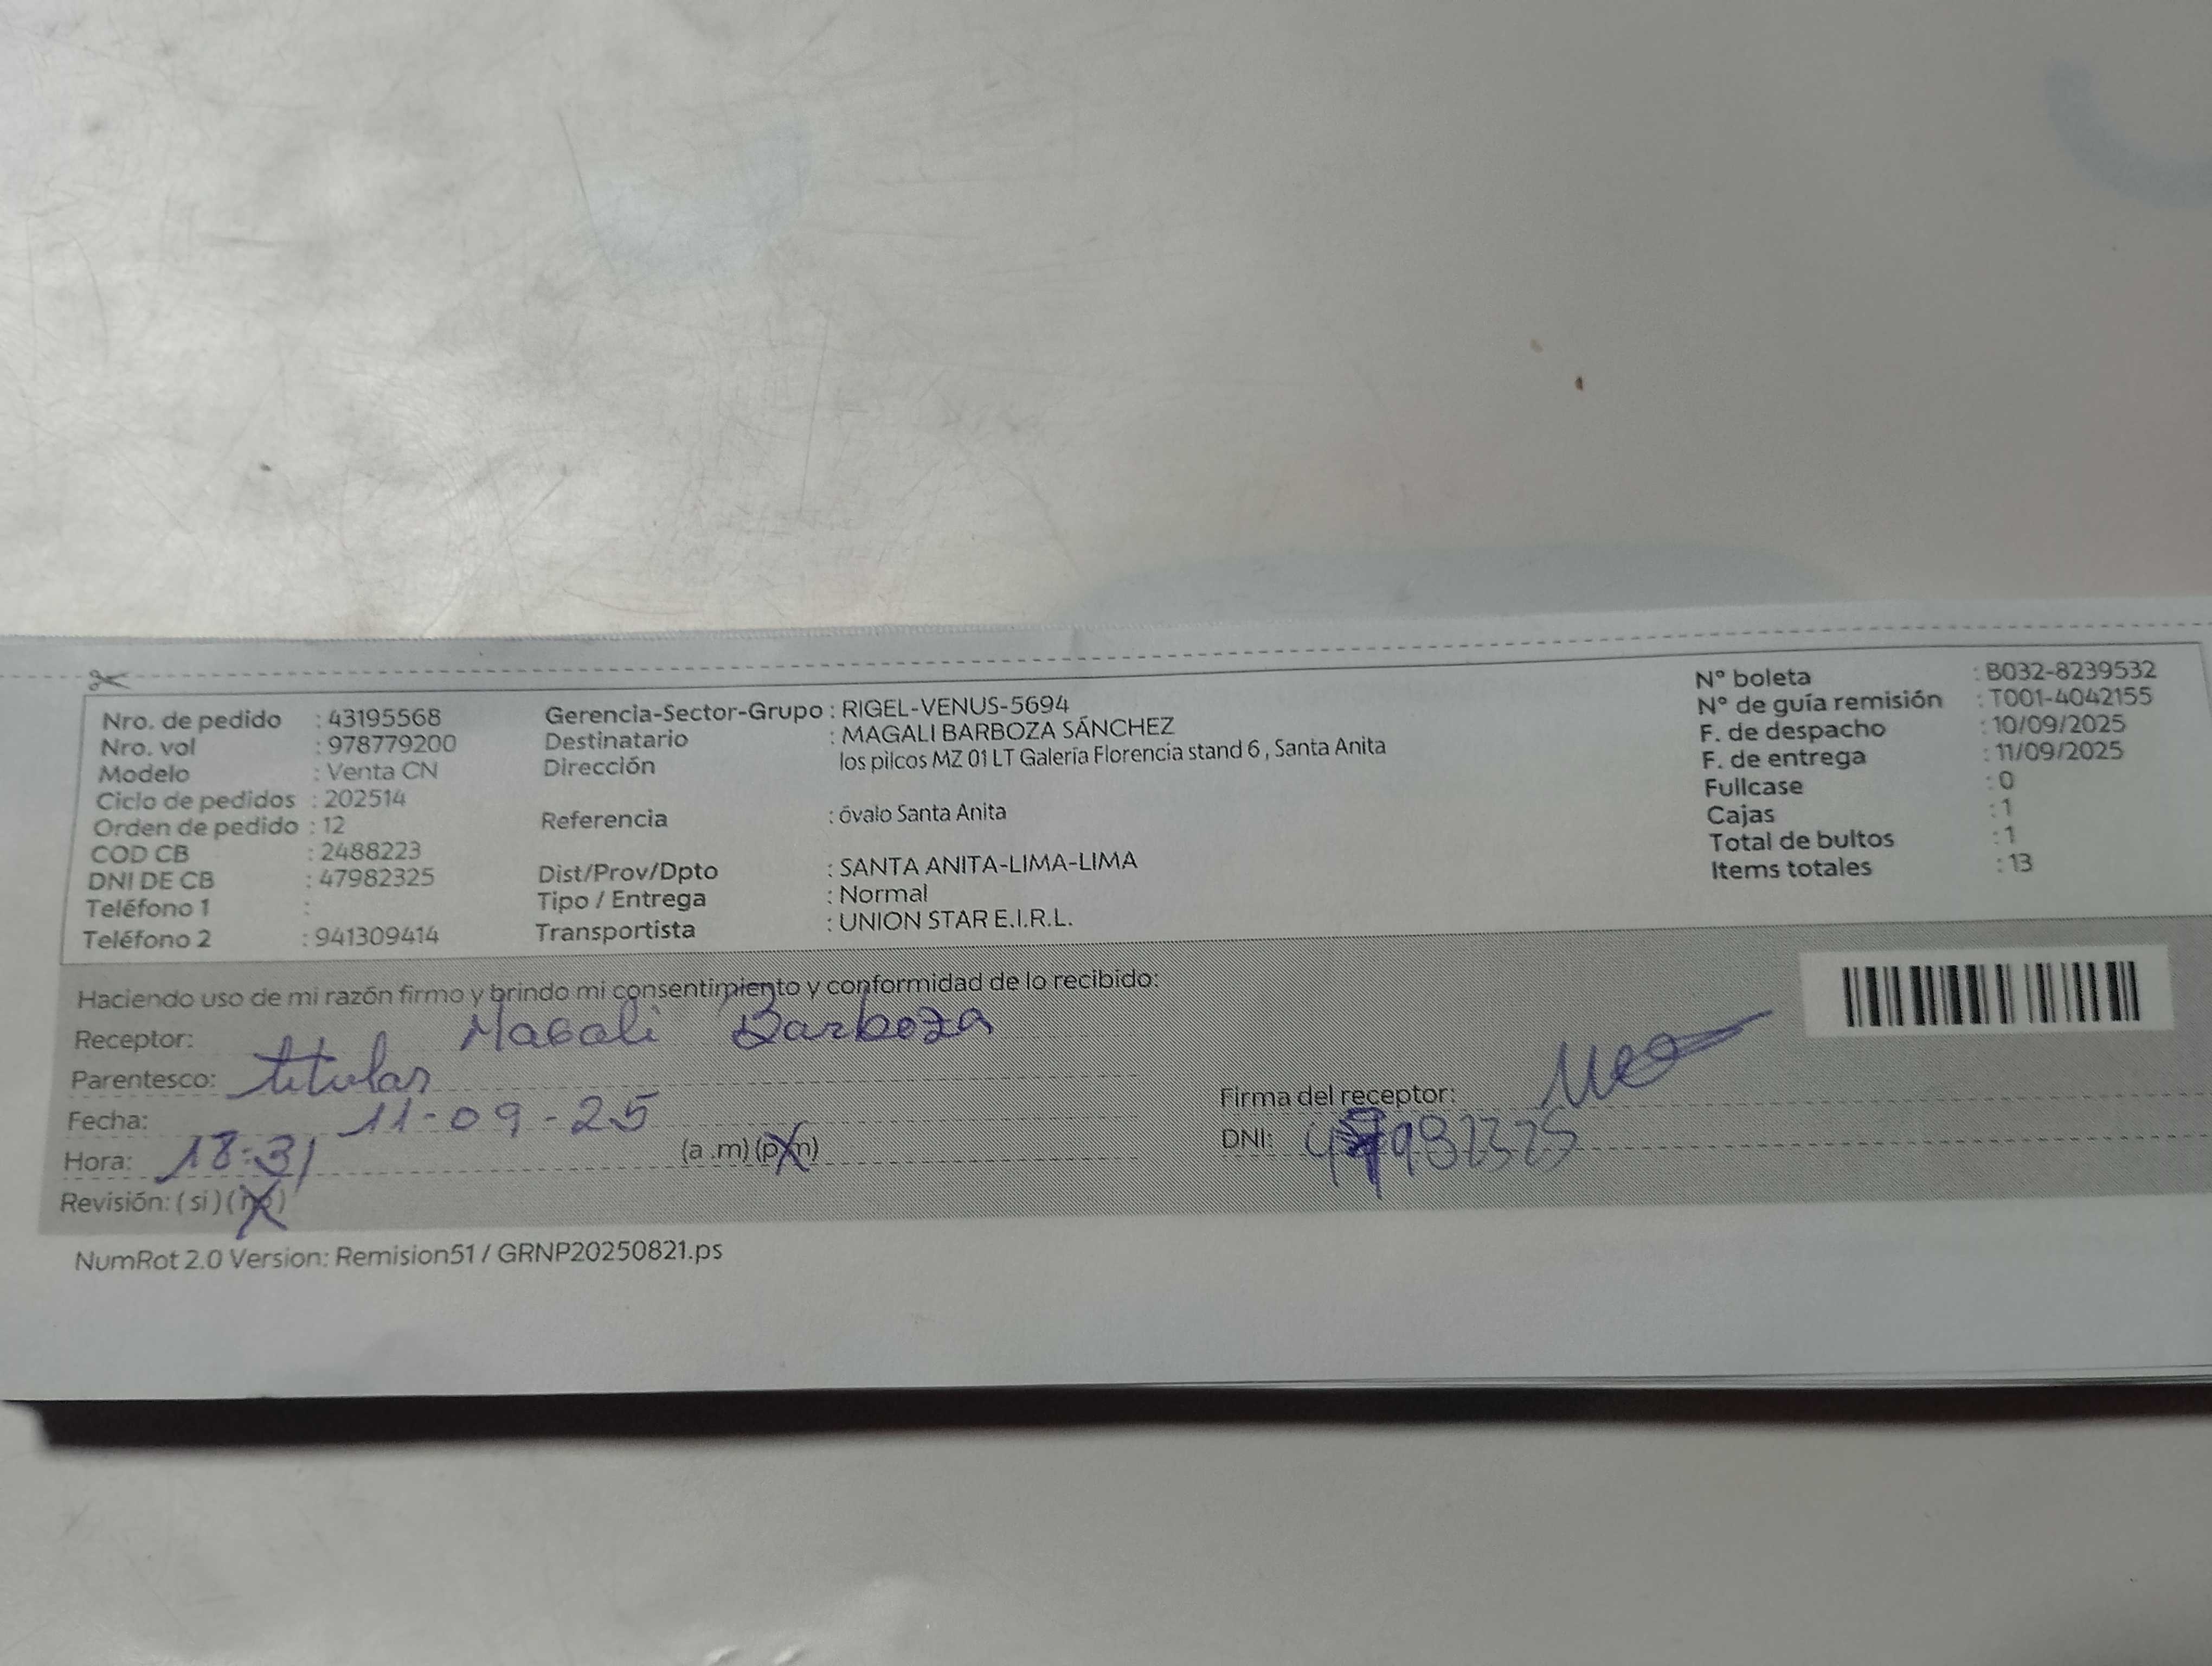 Nro. de pedido : 43195568
Nro. vol : 978779200
Modelo : Venta CN
Ciclo de pedidos : 202514
Orden de pedido : 12
COD CB : 2488223
DNI DE CB : 47982325
Teléfono 1 :
Teléfono 2 : 941309414
Gerencia-Sector-Grupo : RIGEL-VENUS-5694
Destinatario : MAGALI BARBOZA SÁNCHEZ
Dirección los pilcos MZ 01 LT Galería Florencia stand 6 , Santa Anita
Referencia : óvalo Santa Anita
Dist/Prov/Dpto : SANTA ANITA-LIMA-LIMA
Tipo / Entrega : Normal
Transportista : UNION STAR E.I.R.L.
N° boleta : B032-8239532
N° de guía remisión : T001-4042155
F. de despacho : 10/09/2025
F. de entrega : 11/09/2025
Fullcase : 0
Cajas : 1
Total de bultos : 1
Items totales : 13
Haciendo uso de mi razón firmo y brindo mi consentimiento y conformidad de lo recibido:
Receptor: Magali Barboza
Parentesco: titular
Fecha: 11-09-25
Hora: 18:31 (a .m) (p.m)
Revisión: ( si ) ( no )
Firma del receptor:
DNI: 47982325
NumRot 2.0 Version: Remision51 / GRNP20250821.ps